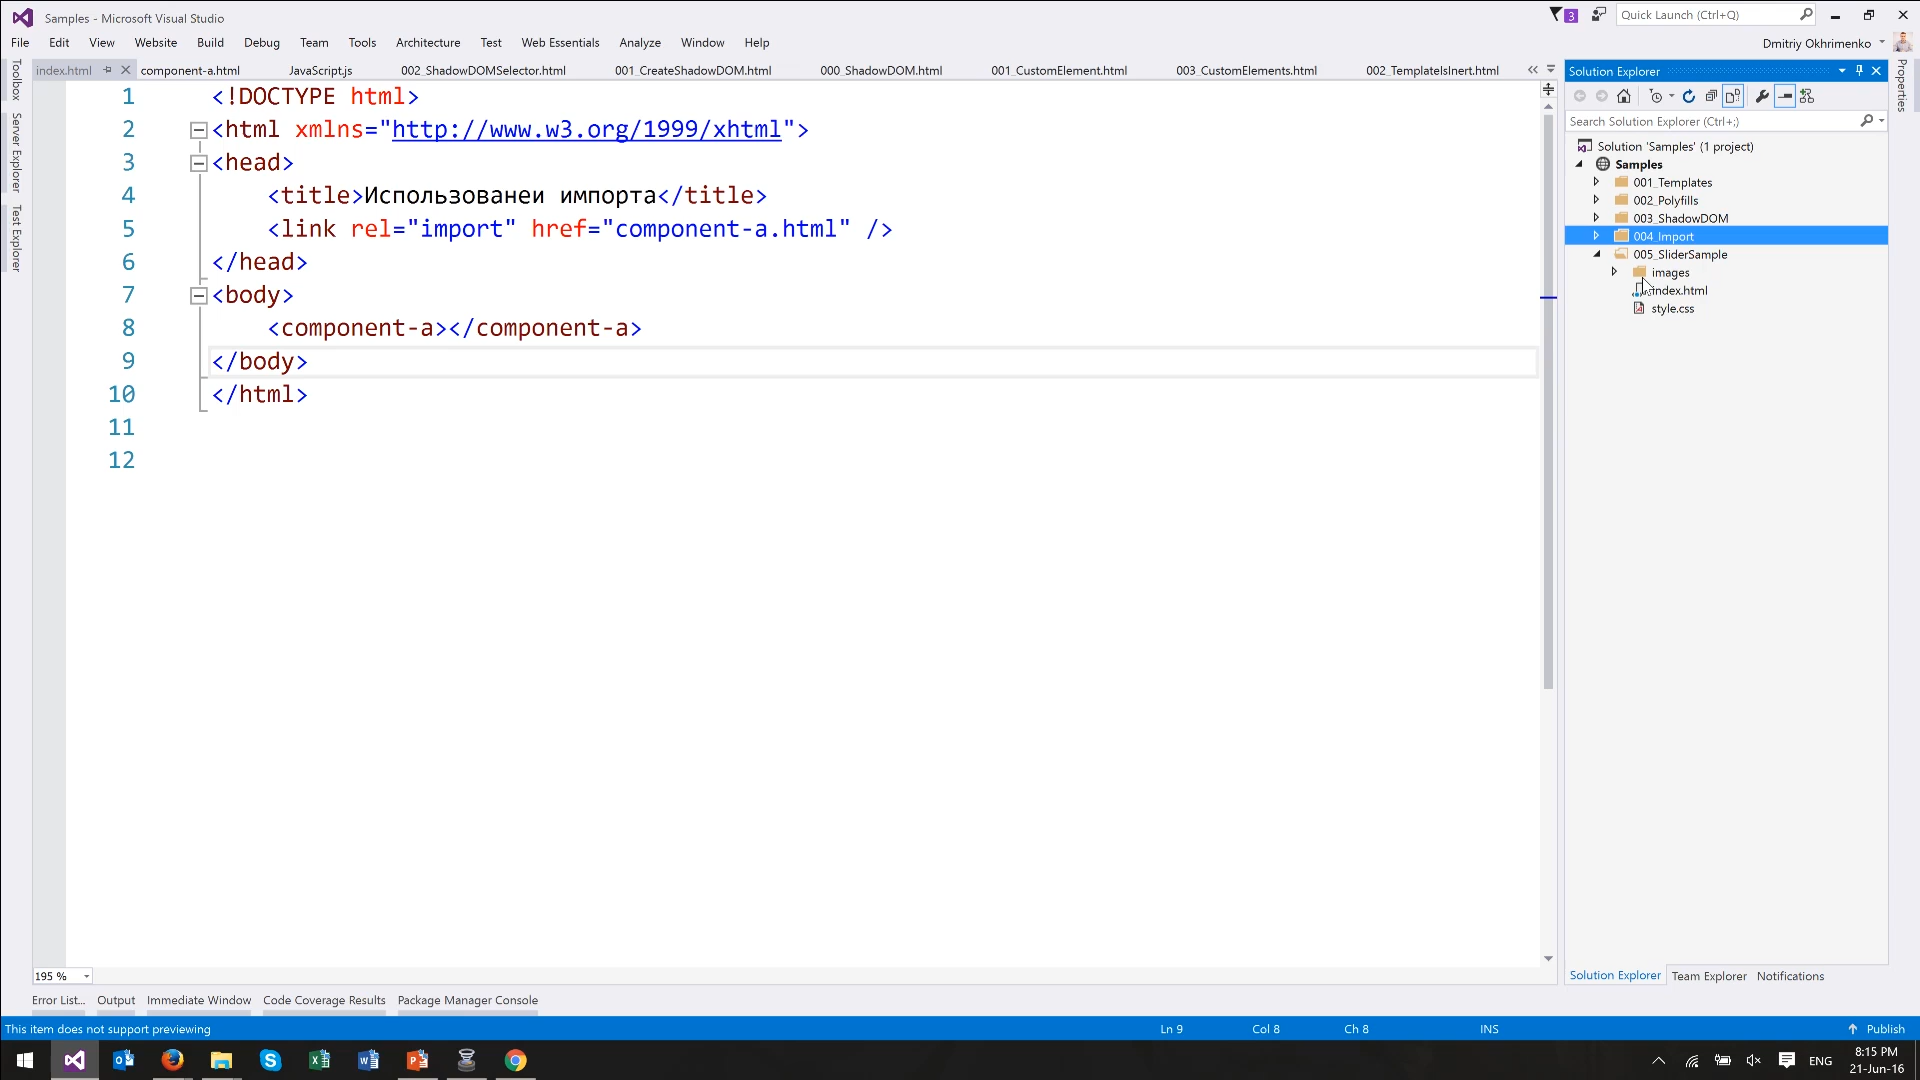 Samples - Microsoft Visual Studio
3
Quick Launch (Ctrl+Q)
File Edit View Website Build Debug Team Tools Architecture Test Web Essentials Analyze Window Help
Dmitriy Okhrimenko
index.html component-a.html JavaScript.js 002_ShadowDOMSelector.html 001_CreateShadowDOM.html 000_ShadowDOM.html 001_CustomElement.html 003_CustomElements.html 002_TemplateIsInert.html
Toolbox
Server Explorer
Test Explorer
1 <!DOCTYPE html>
2 <html xmlns="http://www.w3.org/1999/xhtml">
3 <head>
4 <title>Использованеи импорта</title>
5 <link rel="import" href="component-a.html" />
6 </head>
7 <body>
8 <component-a></component-a>
9 </body>
10 </html>
11
12
Solution Explorer
Search Solution Explorer (Ctrl+;)
Solution 'Samples' (1 project)
Samples
001_Templates
002_Polyfills
003_ShadowDOM
004_Import
005_SliderSample
images
index.html
style.css
Properties
195 %
Solution Explorer Team Explorer Notifications
Error List... Output Immediate Window Code Coverage Results Package Manager Console
This item does not support previewing Ln 9 Col 8 Ch 8 INS Publish
ENG
8:15 PM
21-Jun-16